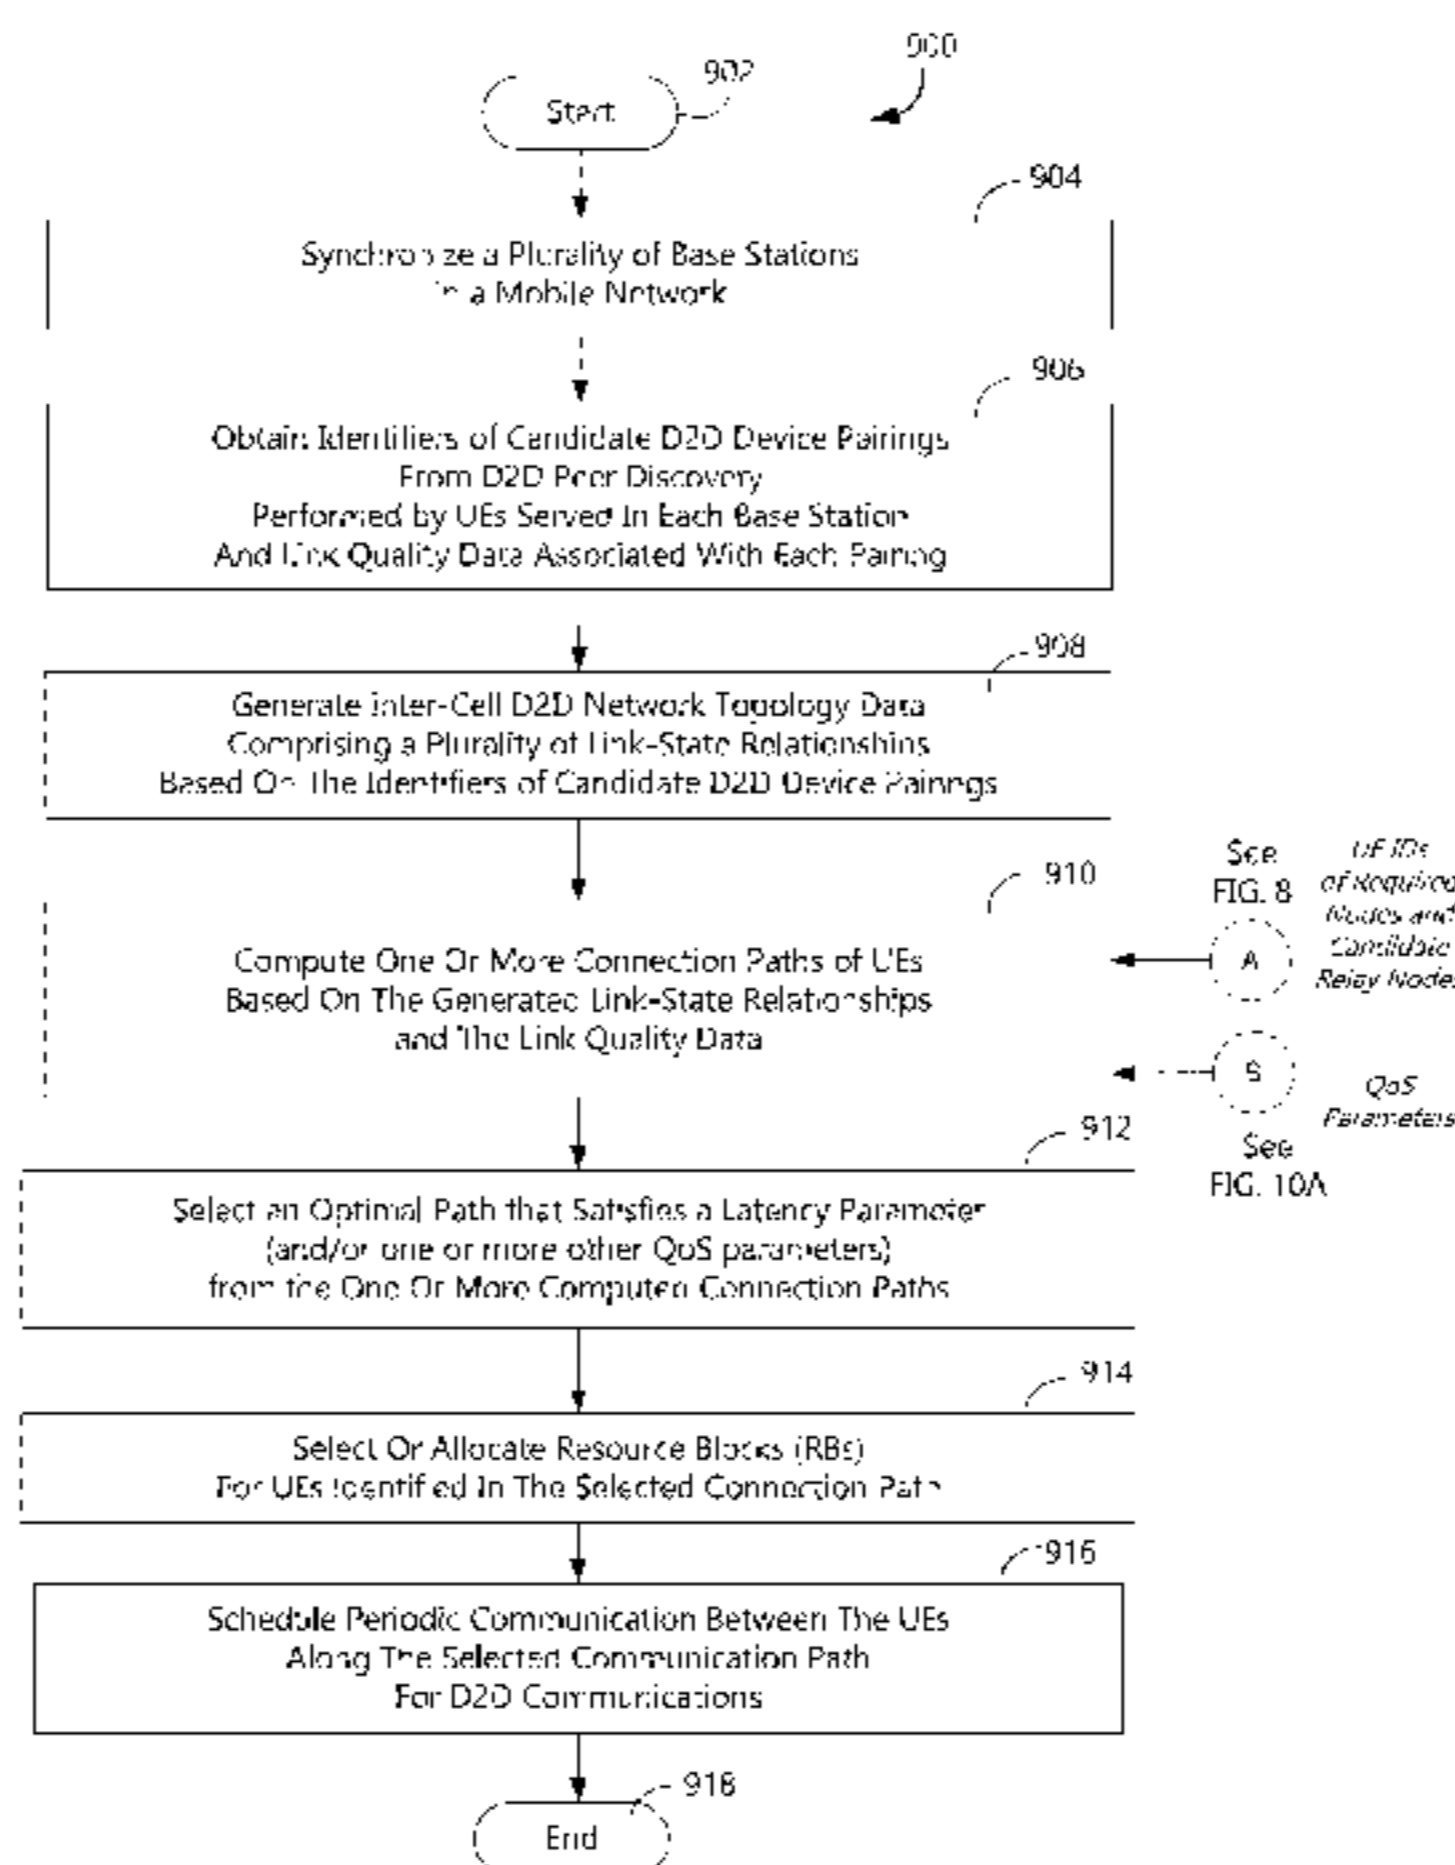 900
902
Start
904
Synchronize a Plurality of Base Stations
in a Mobile Network
906
Obtain Identifiers of Candidate D2D Device Pairings
From D2D Peer Discovery
Performed by UEs Served In Each Base Station
And Link Quality Data Associated With Each Pairing
908
Generate Inter-Cell D2D Network Topology Data
Comprising a Plurality of Link-State Relationships
Based On The Identifiers of Candidate D2D Device Pairings
910
Compute One Or More Connection Paths of UEs
Based On The Generated Link-State Relationships
and The Link Quality Data
See
FIG. 8
A
UE IDs
of Required
Nodes and
Candidate
Relay Nodes
QoS
Parameters
See
FIG. 10A
912
Select an Optimal Path that Satisfies a Latency Parameter
(and/or one or more other QoS parameters)
from the One Or More Computed Connection Paths
914
Select Or Allocate Resource Blocks (RBs)
For UEs Identified In The Selected Connection Path
916
Schedule Periodic Communication Between The UEs
Along The Selected Communication Path
For D2D Communications
918
End